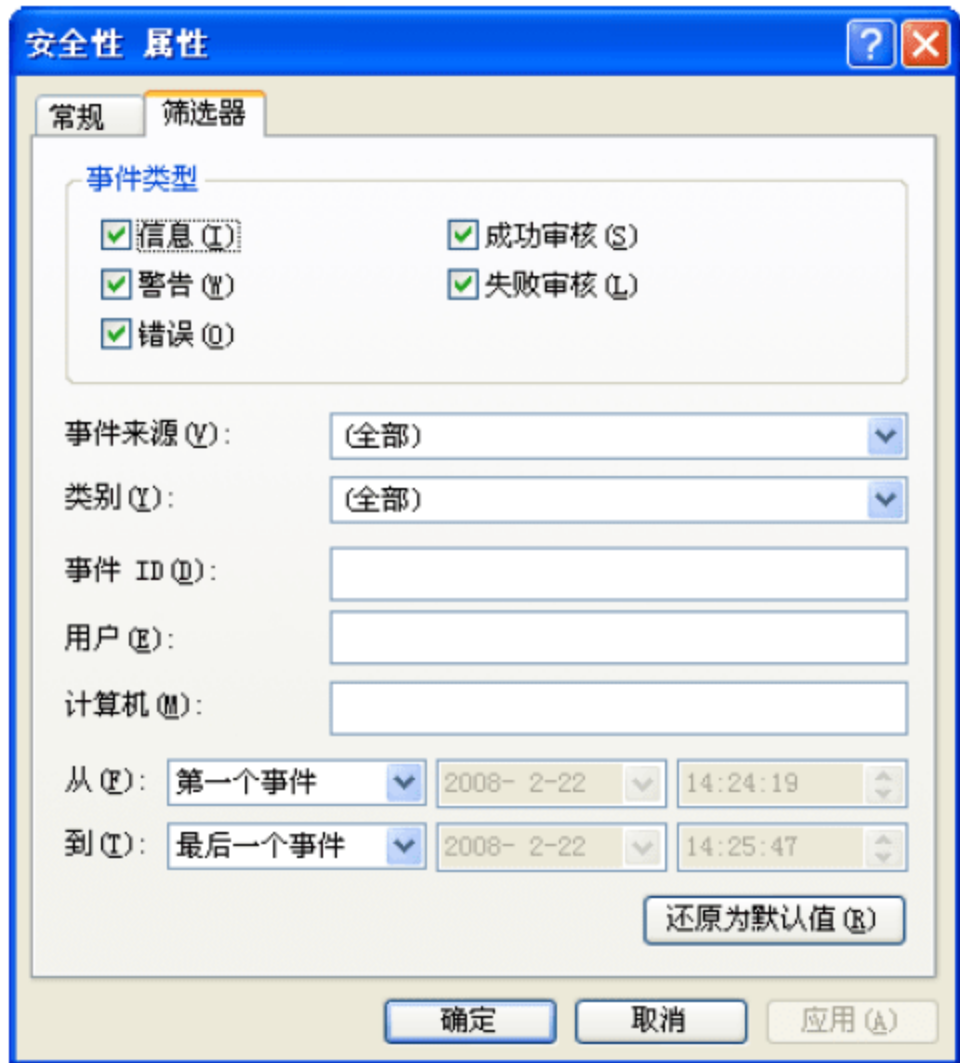 安全性 属性
常规 筛选器
事件类型
信息(I) 成功审核(S)
警告(W) 失败审核(L)
错误(O)
事件来源(V): (全部)
类别(Y): (全部)
事件 ID(D):
用户(E):
计算机(M):
从(F): 第一个事件 2008- 2-22 14:24:19
到(T): 最后一个事件 2008- 2-22 14:25:47
还原为默认值(R)
确定 取消 应用(A)